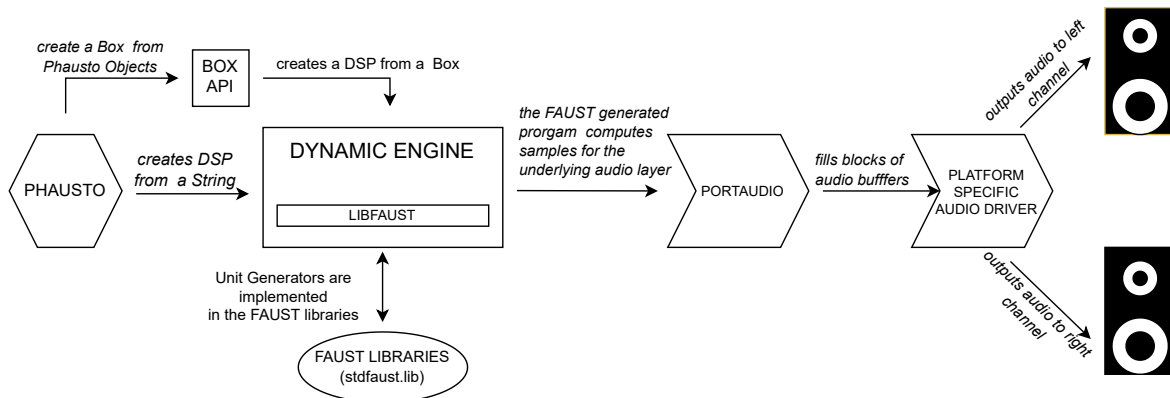 create a Box from
Phausto Objects
BOX
API
creates a DSP from a Box
PHAUSTO
creates DSP
from a String
DYNAMIC ENGINE
LIBFAUST
the FAUST generated
prorgam computes
samples for the
underlying audio layer
PORTAUDIO
fills blocks of
audio bufffers
PLATFORM
SPECIFIC
AUDIO DRIVER
outputs audio to left
channel
outputs audio to right
channel
Unit Generators are
implemented
in the FAUST libraries
FAUST LIBRARIES
(stdfaust.lib)